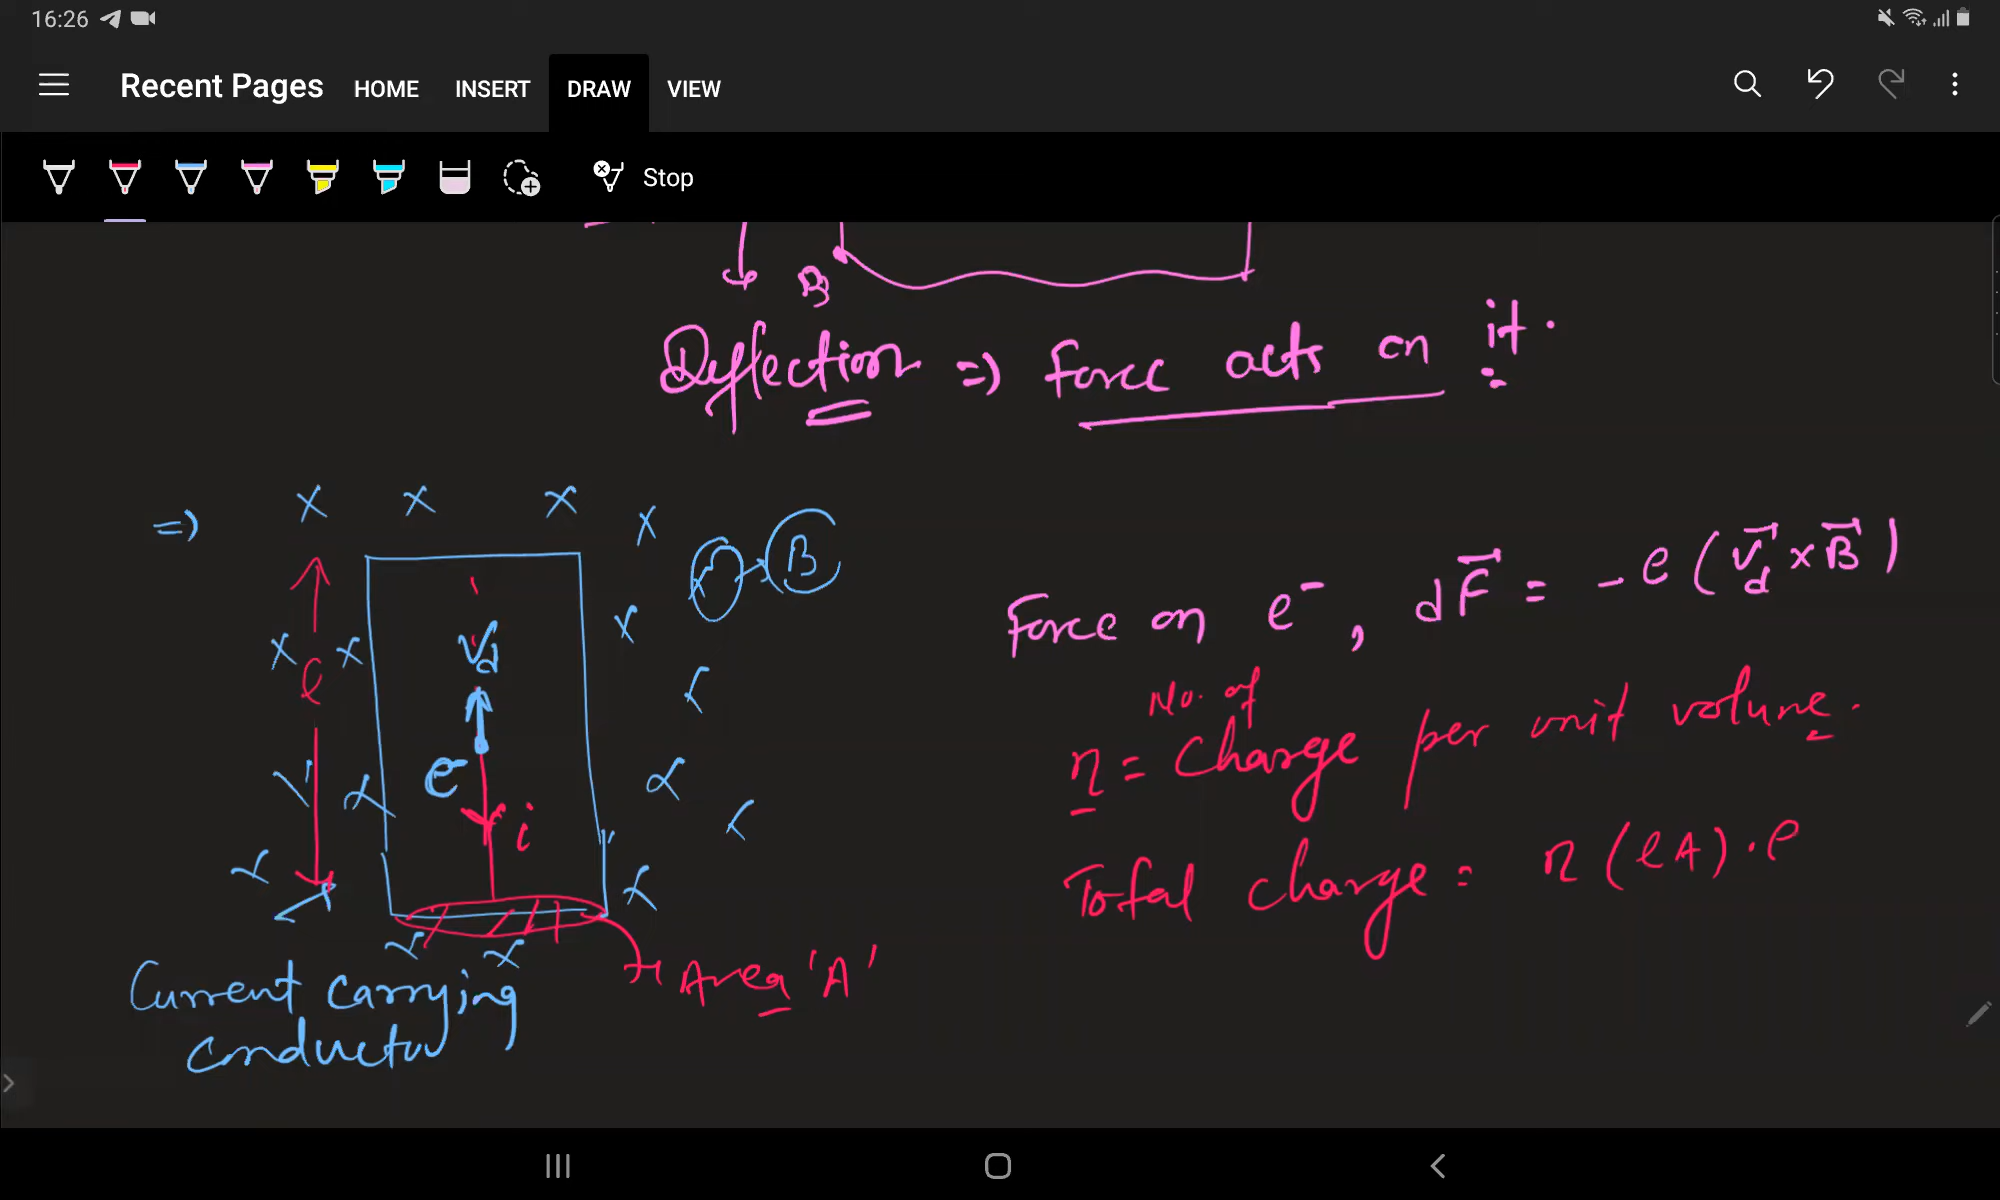 16:26
Recent Pages HOME INSERT DRAW VIEW
Stop
B
Deflection => Force acts on it.
=> x x x x
B
Force on e⁻, dF⃗ = -e(v⃗d x B⃗)
x x l x
Vd
No. of
n = Charge per unit volume.
e⁻
i
Total charge = n(lA).e
Area 'A'
Current carrying
conductor